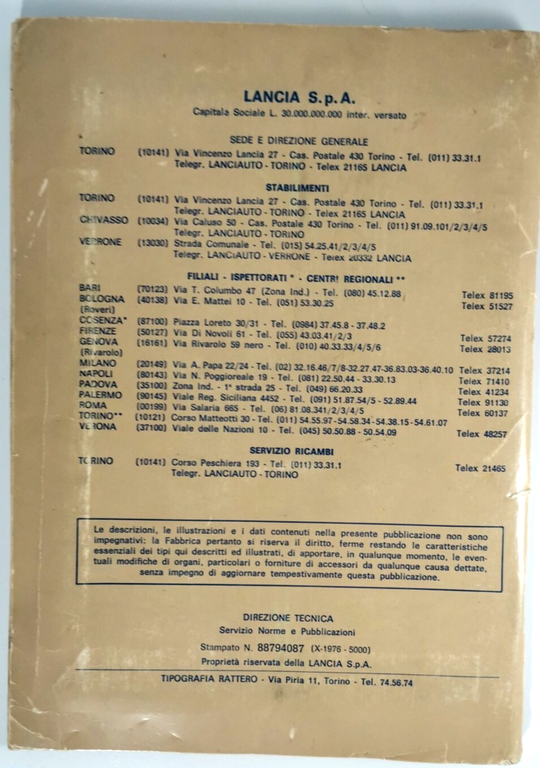 LANCIA S.p.A.
Capitale Sociale L. 30.000.000.000 inter. versato
SEDE E DIREZIONE GENERALE
TORINO (10141) Via Vincenzo Lancia 27 - Cas. Postale 430 Torino - Tel. (011) 33.31.1
Telegr. LANCIAUTO - TORINO - Telex 21165 LANCIA
STABILIMENTI
TORINO (10141) Via Vincenzo Lancia 27 - Cas. Postale 430 Torino - Tel. (011) 33.31.1
Telegr. LANCIAUTO - TORINO - Telex 21165 LANCIA
CHIVASSO (10034) Via Caluso 50 - Cas. Postale 430 Torino - Tel. (011) 91.09.101/2/3/4/5
Telegr. LANCIAUTO - TORINO
VERRONE (13030) Strada Comunale - Tel. (015) 54.25.41/2/3/4/5
Telegr. LANCIAUTO - VERRONE - Telex 20332 LANCIA
FILIALI - ISPETTORATI * - CENTRI REGIONALI **
BARI (70123) Via T. Columbo 47 (Zona Ind.) - Tel. (080) 45.12.88 Telex 81195
BOLOGNA (40138) Via E. Mattei 10 - Tel. (051) 53.30.25 Telex 51527
(Roveri)
COSENZA* (87100) Piazza Loreto 30/31 - Tel. (0984) 37.45.8 - 37.48.2
FIRENZE (50127) Via Di Novoli 61 - Tel. (055) 43.03.41/2/3 Telex 57274
GENOVA (16161) Via Rivarolo 59 nero - Tel. (010) 40.33.33/4/5/6 Telex 28013
(Rivarolo)
MILANO (20149) Via A. Papa 22/24 - Tel. (02) 32.16.46/7/8-32.27.47-36.83.03-36.40.10 Telex 37214
NAPOLI (80143) Via N. Poggioreale 19 - Tel. (081) 22.50.44 - 33.30.13 Telex 71410
PADOVA (35100) Zona Ind. - 1ª strada 25 - Tel. (049) 66.20.33 Telex 41234
PALERMO (90145) Viale Reg. Siciliana 4452 - Tel. (091) 51.87.54/5 - 52.89.44 Telex 91130
ROMA (00199) Via Salaria 665 - Tel. (06) 81.08.341/2/3/4/5 Telex 60137
TORINO** (10121) Corso Matteotti 30 - Tel. (011) 54.55.97 - 54.58.34 - 54.38.15 - 54.61.07
VERONA (37100) Viale delle Nazioni 10 - Tel. (045) 50.50.88 - 50.54.09 Telex 48257
SERVIZIO RICAMBI
TORINO (10141) Corso Peschiera 193 - Tel. (011) 33.31.1 Telex 21465
Telegr. LANCIAUTO - TORINO
Le descrizioni, le illustrazioni e i dati contenuti nella presente pubblicazione non sono
impegnativi: la Fabbrica pertanto si riserva il diritto, ferme restando le caratteristiche
essenziali dei tipi qui descritti ed illustrati, di apportare, in qualunque momento, le even-
tuali modifiche di organi, particolari o forniture di accessori da qualunque causa dettate,
senza impegno di aggiornare tempestivamente questa pubblicazione.
DIREZIONE TECNICA
Servizio Norme e Pubblicazioni
Stampato N. 88794087 (X-1976 - 5000)
Proprietà riservata della LANCIA S.p.A.
TIPOGRAFIA RATTERO - Via Piria 11, Torino - Tel. 74.56.74